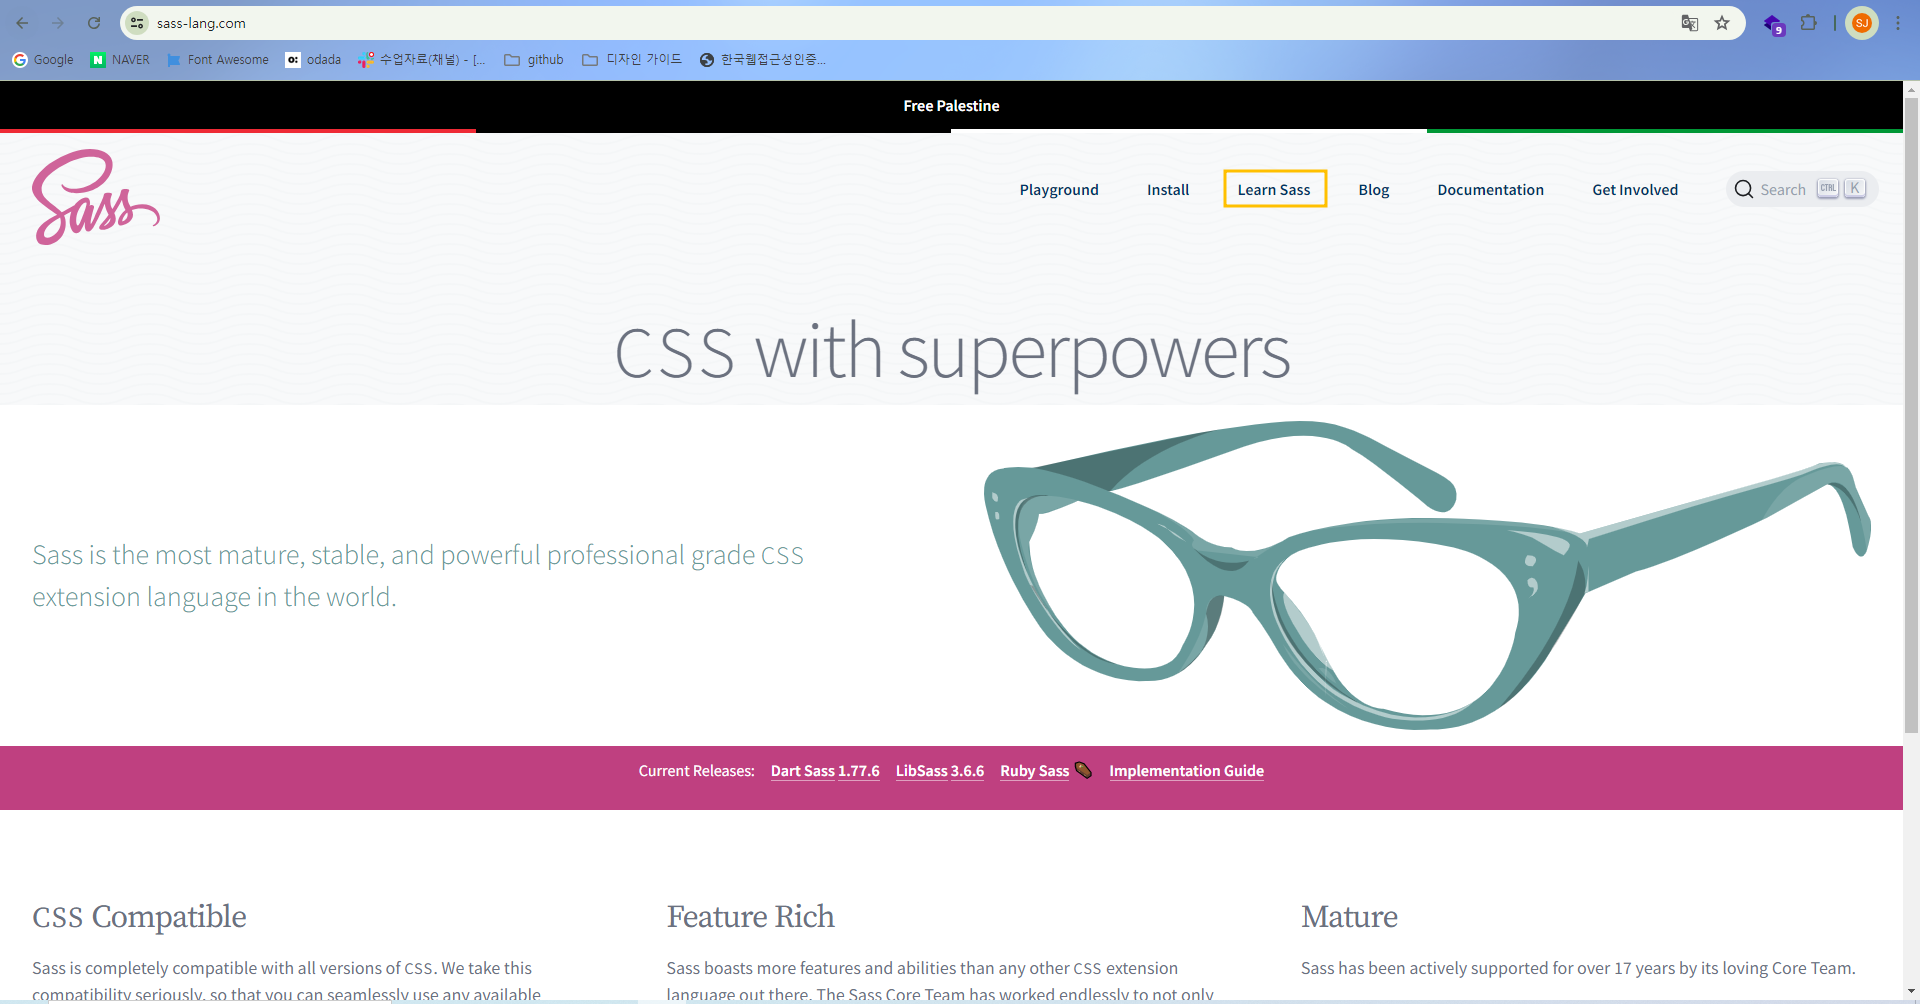 sass-lang.com
9
SJ
Google NAVER Font Awesome odada 수업자료(채널) - [... github 디자인 가이드 한국웹접근성인증...
Free Palestine
Sass
Playground Install Learn Sass Blog Documentation Get Involved Search CTRL K
CSS with superpowers
Sass is the most mature, stable, and powerful professional grade CSS
extension language in the world.
Current Releases: Dart Sass 1.77.6 LibSass 3.6.6 Ruby Sass Implementation Guide
CSS Compatible
Sass is completely compatible with all versions of CSS. We take this
compatibility seriously, so that you can seamlessly use any available
Feature Rich
Sass boasts more features and abilities than any other CSS extension
language out there. The Sass Core Team has worked endlessly to not only
Mature
Sass has been actively supported for over 17 years by its loving Core Team.